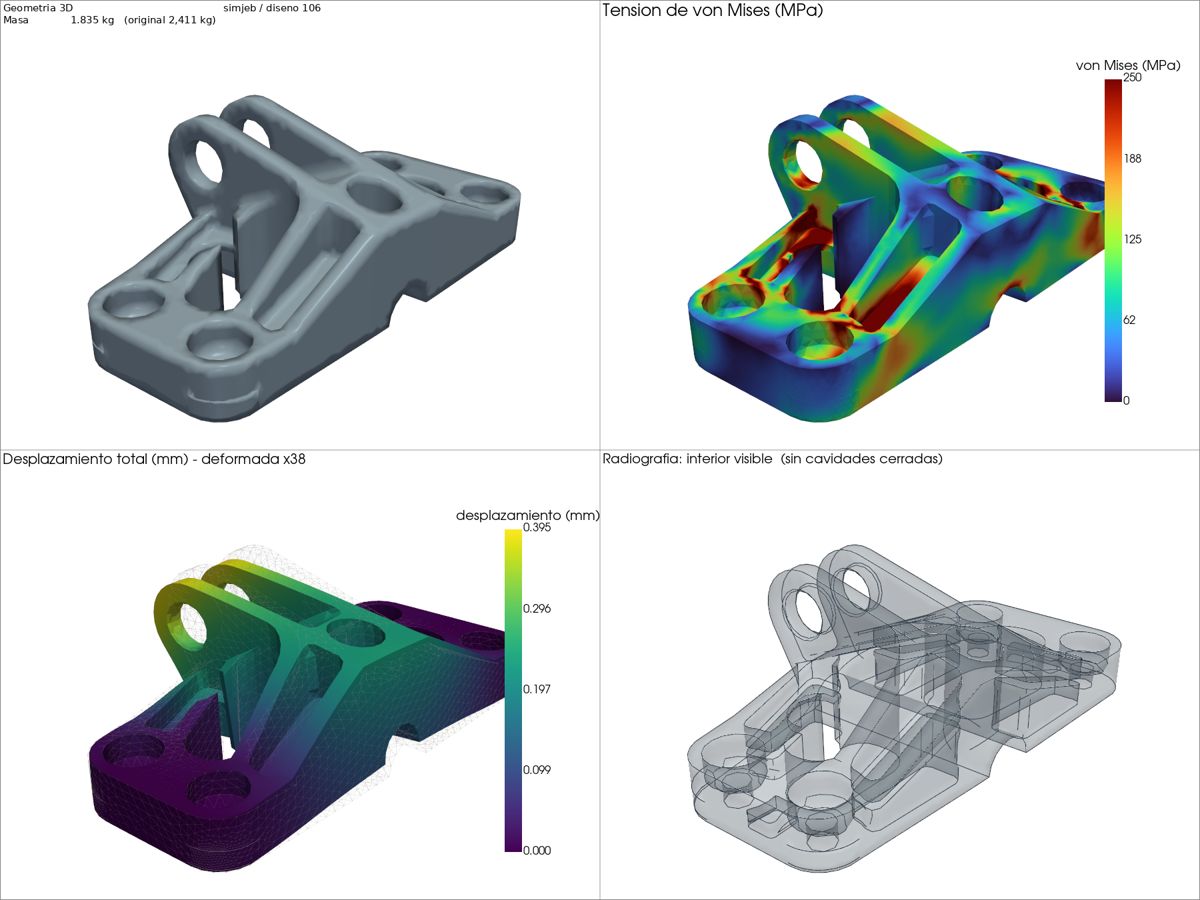 Geometria 3D simjeb / diseno 106
Masa 1.835 kg (original 2,411 kg)
Tension de von Mises (MPa)
von Mises (MPa)
250
188
125
62
0
Desplazamiento total (mm) - deformada x38
desplazamiento (mm)
0.395
0.296
0.197
0.099
0.000
Radiografia: interior visible (sin cavidades cerradas)